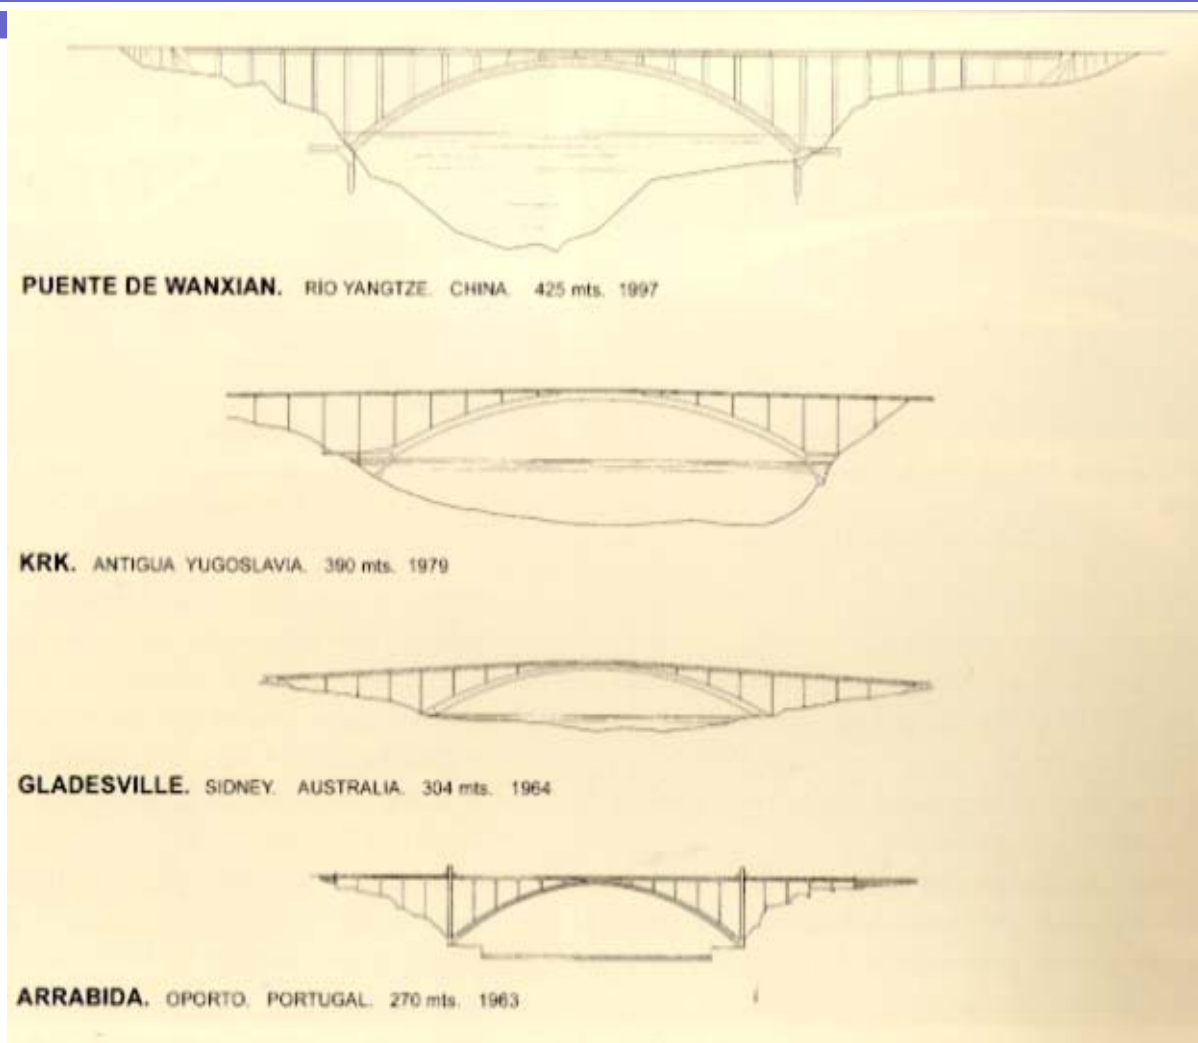 PUENTE DE WANXIAN. RÍO YANGTZE. CHINA. 425 mts. 1997
KRK. ANTIGUA YUGOSLAVIA. 390 mts. 1979
GLADESVILLE. SIDNEY. AUSTRALIA. 304 mts. 1964
ARRABIDA. OPORTO. PORTUGAL. 270 mts. 1963